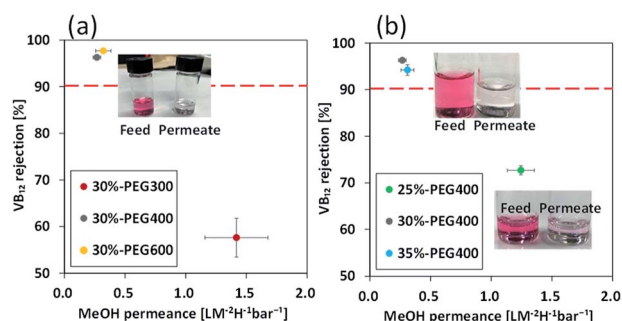 (a)
100
90
80
70
60
50
VB₁₂ rejection [%]
Feed Permeate
30%-PEG300
30%-PEG400
30%-PEG600
0.0 0.5 1.0 1.5 2.0
MeOH permeance [LM⁻²H⁻¹bar⁻¹]
(b)
100
90
80
70
60
50
VB₁₂ rejection [%]
Feed Permeate
25%-PEG400
30%-PEG400
35%-PEG400
Feed Permeate
0.0 0.5 1.0 1.5 2.0
MeOH permeance [LM⁻²H⁻¹bar⁻¹]